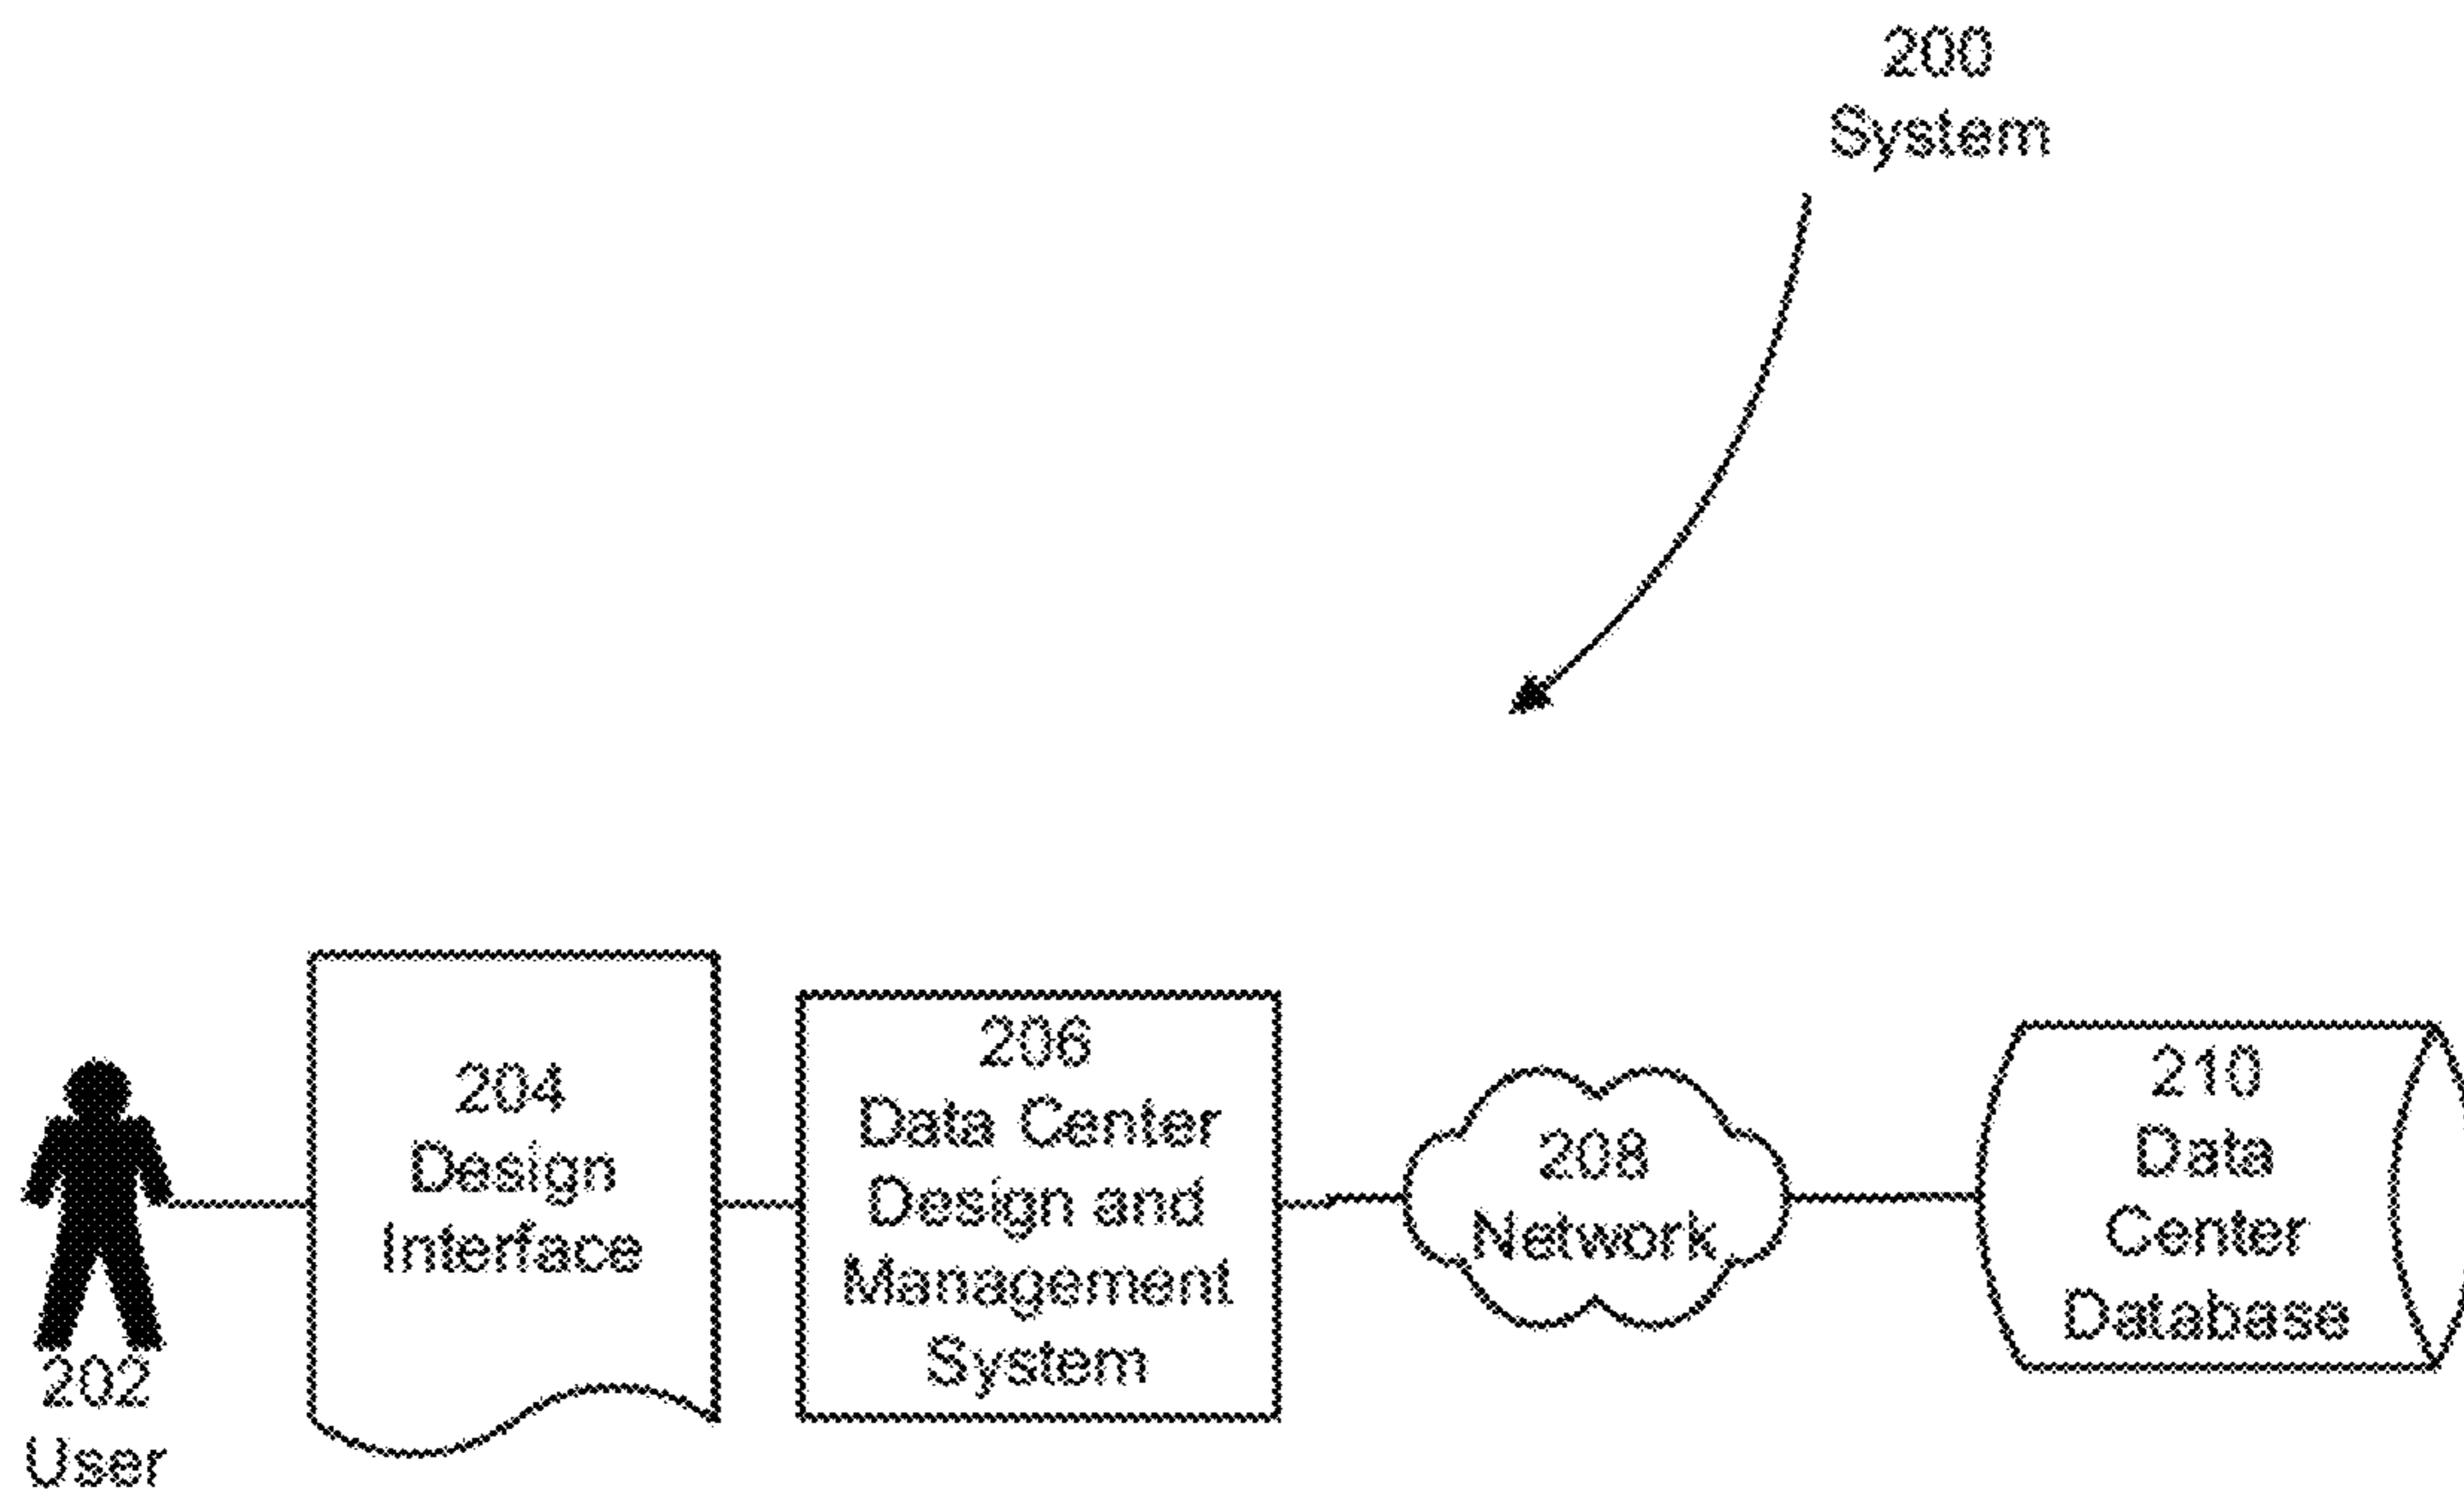 200
System
204
Design
Interface
206
Data Center
Design and
Management
System
208
Network
210
Data
Center
Database
202
User